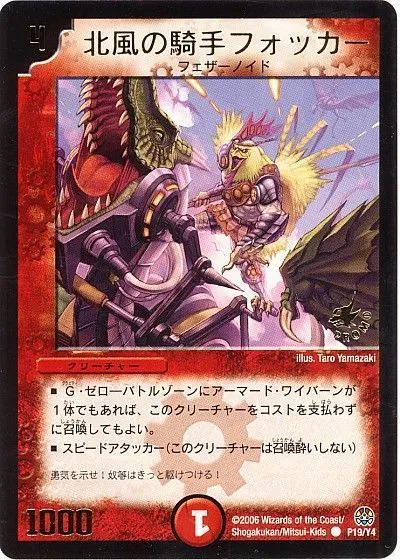 4
北風の騎手フォッカー
フェザーノイド
illus. Taro Yamazaki
クリーチャー
■ G・ゼローバトルゾーンにアーマード・ワイバーンが
1体でもあれば、このクリーチャーをコストを支払わず
に召喚してもよい。
■ スピードアタッカー(このクリーチャーは召喚酔いしない)
勇気を示せ!奴等はきっと駆けつける!
1000
1
©2006 Wizards of the Coast/
Shogakukan/Mitsui-Kids
P19/Y4